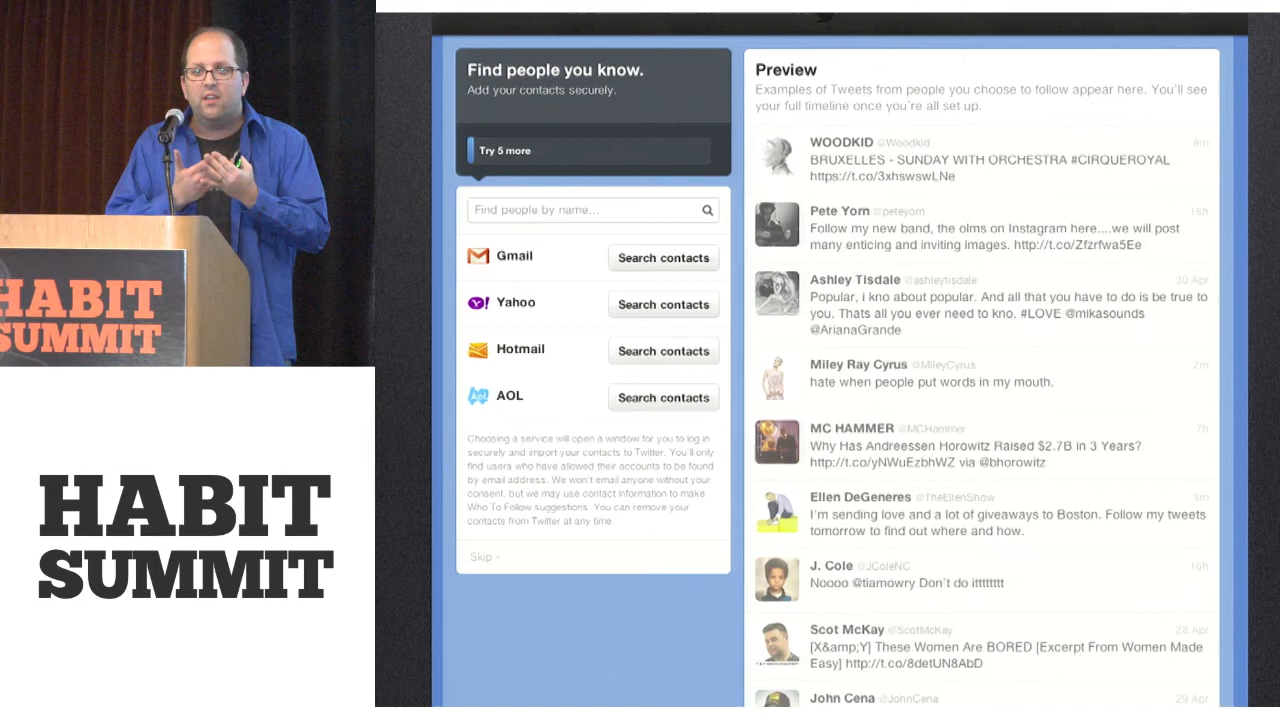 HABIT
SUMMIT
HABIT
SUMMIT
Find people you know.
Add your contacts securely.
Try 5 more
Find people by name...
Gmail
Search contacts
Yahoo
Search contacts
Hotmail
Search contacts
AOL
Search contacts
Choosing a service will open a window for you to log in
securely and import your contacts to Twitter. You'll only
find users who have allowed their accounts to be found
by email address. We won't email anyone without your
consent, but we may use contact information to make
Who To Follow suggestions. You can remove your
contacts from Twitter at any time.
Skip
Preview
Examples of Tweets from people you choose to follow appear here. You'll see
your full timeline once you're all set up.
WOODKID @Woodkid 8m
BRUXELLES - SUNDAY WITH ORCHESTRA #CIRQUEROYAL
https://t.co/3xhswswLNe
Pete Yorn @peteyorn 16h
Follow my new band, the olms on Instagram here....we will post
many enticing and inviting images. http://t.co/Zfzrfwa5Ee
Ashley Tisdale @ashleytisdale 30 Apr
Popular, i kno about popular. And all that you have to do is be true to
you. Thats all you ever need to kno. #LOVE @mikasounds
@ArianaGrande
Miley Ray Cyrus @MileyCyrus 2m
hate when people put words in my mouth.
MC HAMMER @MCHammer 7h
Why Has Andreessen Horowitz Raised $2.7B in 3 Years?
http://t.co/yNWuEzbhWZ via @bhorowitz
Ellen DeGeneres @TheEllenShow 3m
I'm sending love and a lot of giveaways to Boston. Follow my tweets
tomorrow to find out where and how.
J. Cole @JColeNC 16h
Noooo @tiamowry Don't do ittttttttt
Scot McKay @ScotMcKay 28 Apr
[X&amp;Y] These Women Are BORED [Excerpt From Women Made
Easy] http://t.co/8detUN8AbD
John Cena @JohnCena 29 Apr